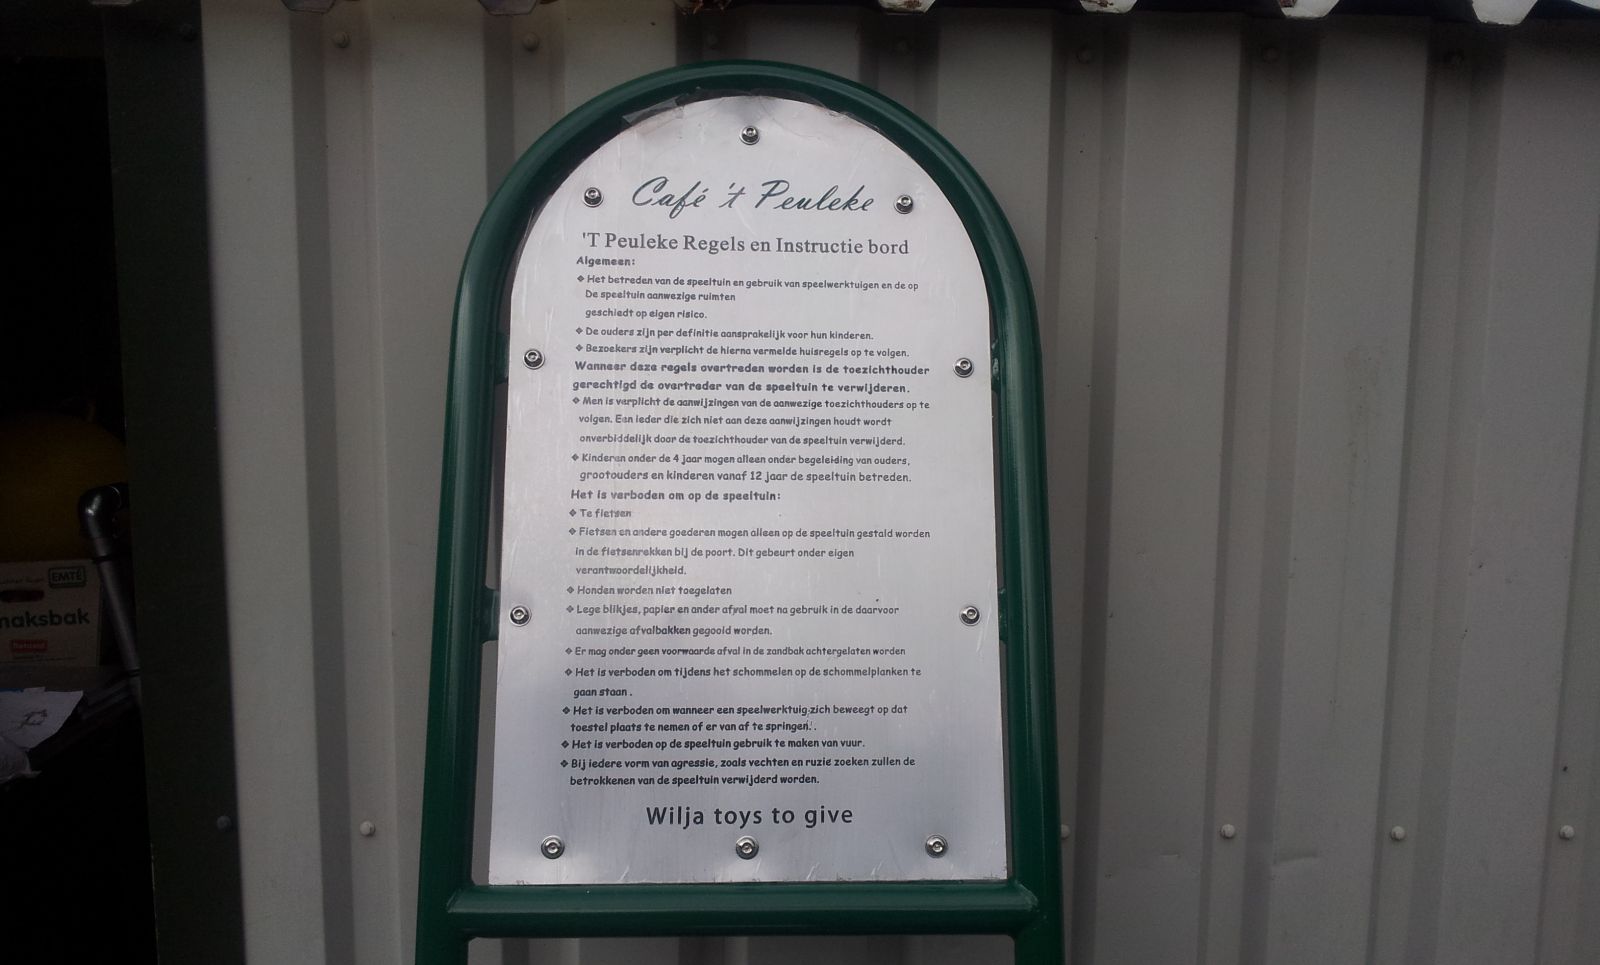 Café 't Peuleke
'T Peuleke Regels en Instructie bord
Algemeen:
❖ Het betreden van de speeltuin en gebruik van speelwerktuigen en de op
De speeltuin aanwezige ruimten
geschiedt op eigen risico.
❖ De ouders zijn per definitie aansprakelijk voor hun kinderen.
❖ Bezoekers zijn verplicht de hierna vermelde huisregels op te volgen.
Wanneer deze regels overtreden worden is de toezichthouder
gerechtigd de overtreder van de speeltuin te verwijderen.
❖ Men is verplicht de aanwijzingen van de aanwezige toezichthouders op te
volgen. Een ieder die zich niet aan deze aanwijzingen houdt wordt
onverbiddelijk door de toezichthouder van de speeltuin verwijderd.
❖ Kinderen onder de 4 jaar mogen alleen onder begeleiding van ouders,
grootouders en kinderen vanaf 12 jaar de speeltuin betreden.
Het is verboden om op de speeltuin:
❖ Te fietsen
❖ Fietsen en andere goederen mogen alleen op de speeltuin gestald worden
in de fietsenrekken bij de poort. Dit gebeurt onder eigen
verantwoordelijkheid.
❖ Honden worden niet toegelaten
❖ Lege blikjes, papier en ander afval moet na gebruik in de daarvoor
aanwezige afvalbakken gegooid worden.
❖ Er mag onder geen voorwaarde afval in de zandbak achtergelaten worden
❖ Het is verboden om tijdens het schommelen op de schommelplanken te
gaan staan .
❖ Het is verboden om wanneer een speelwerktuig zich beweegt op dat
toestel plaats te nemen of er van af te springen.
❖ Het is verboden op de speeltuin gebruik te maken van vuur.
❖ Bij iedere vorm van agressie, zoals vechten en ruzie zoeken zullen de
betrokkenen van de speeltuin verwijderd worden.
Wilja toys to give
EMTÉ
maksbak